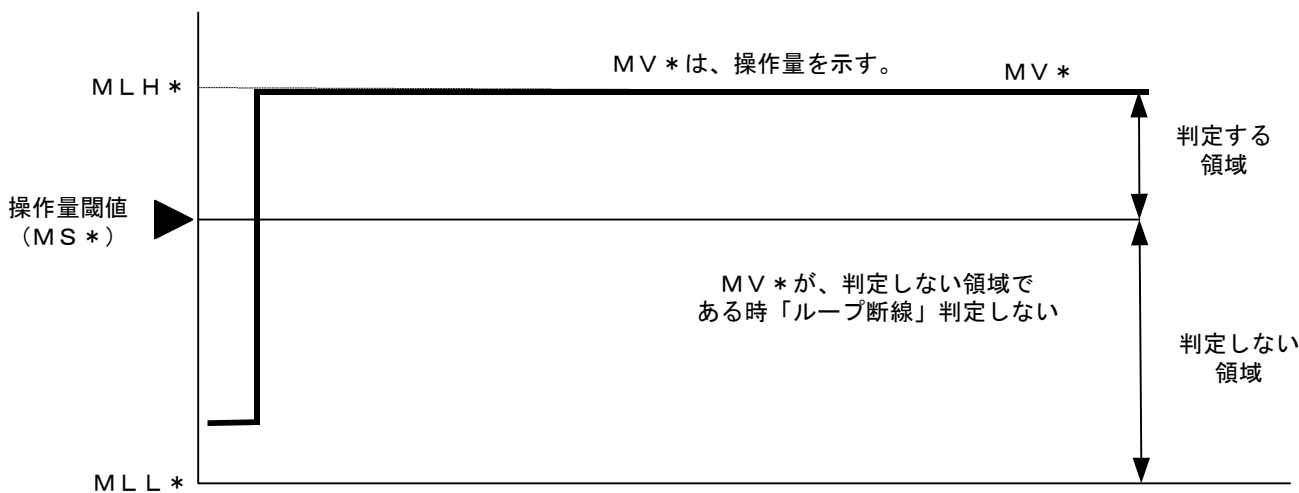 MV*は、操作量を示す。
MV*
MLH*
判定する
領域
操作量閾値
(MS*)
MV*が、判定しない領域で
ある時「ループ断線」判定しない
判定しない
領域
MLL*